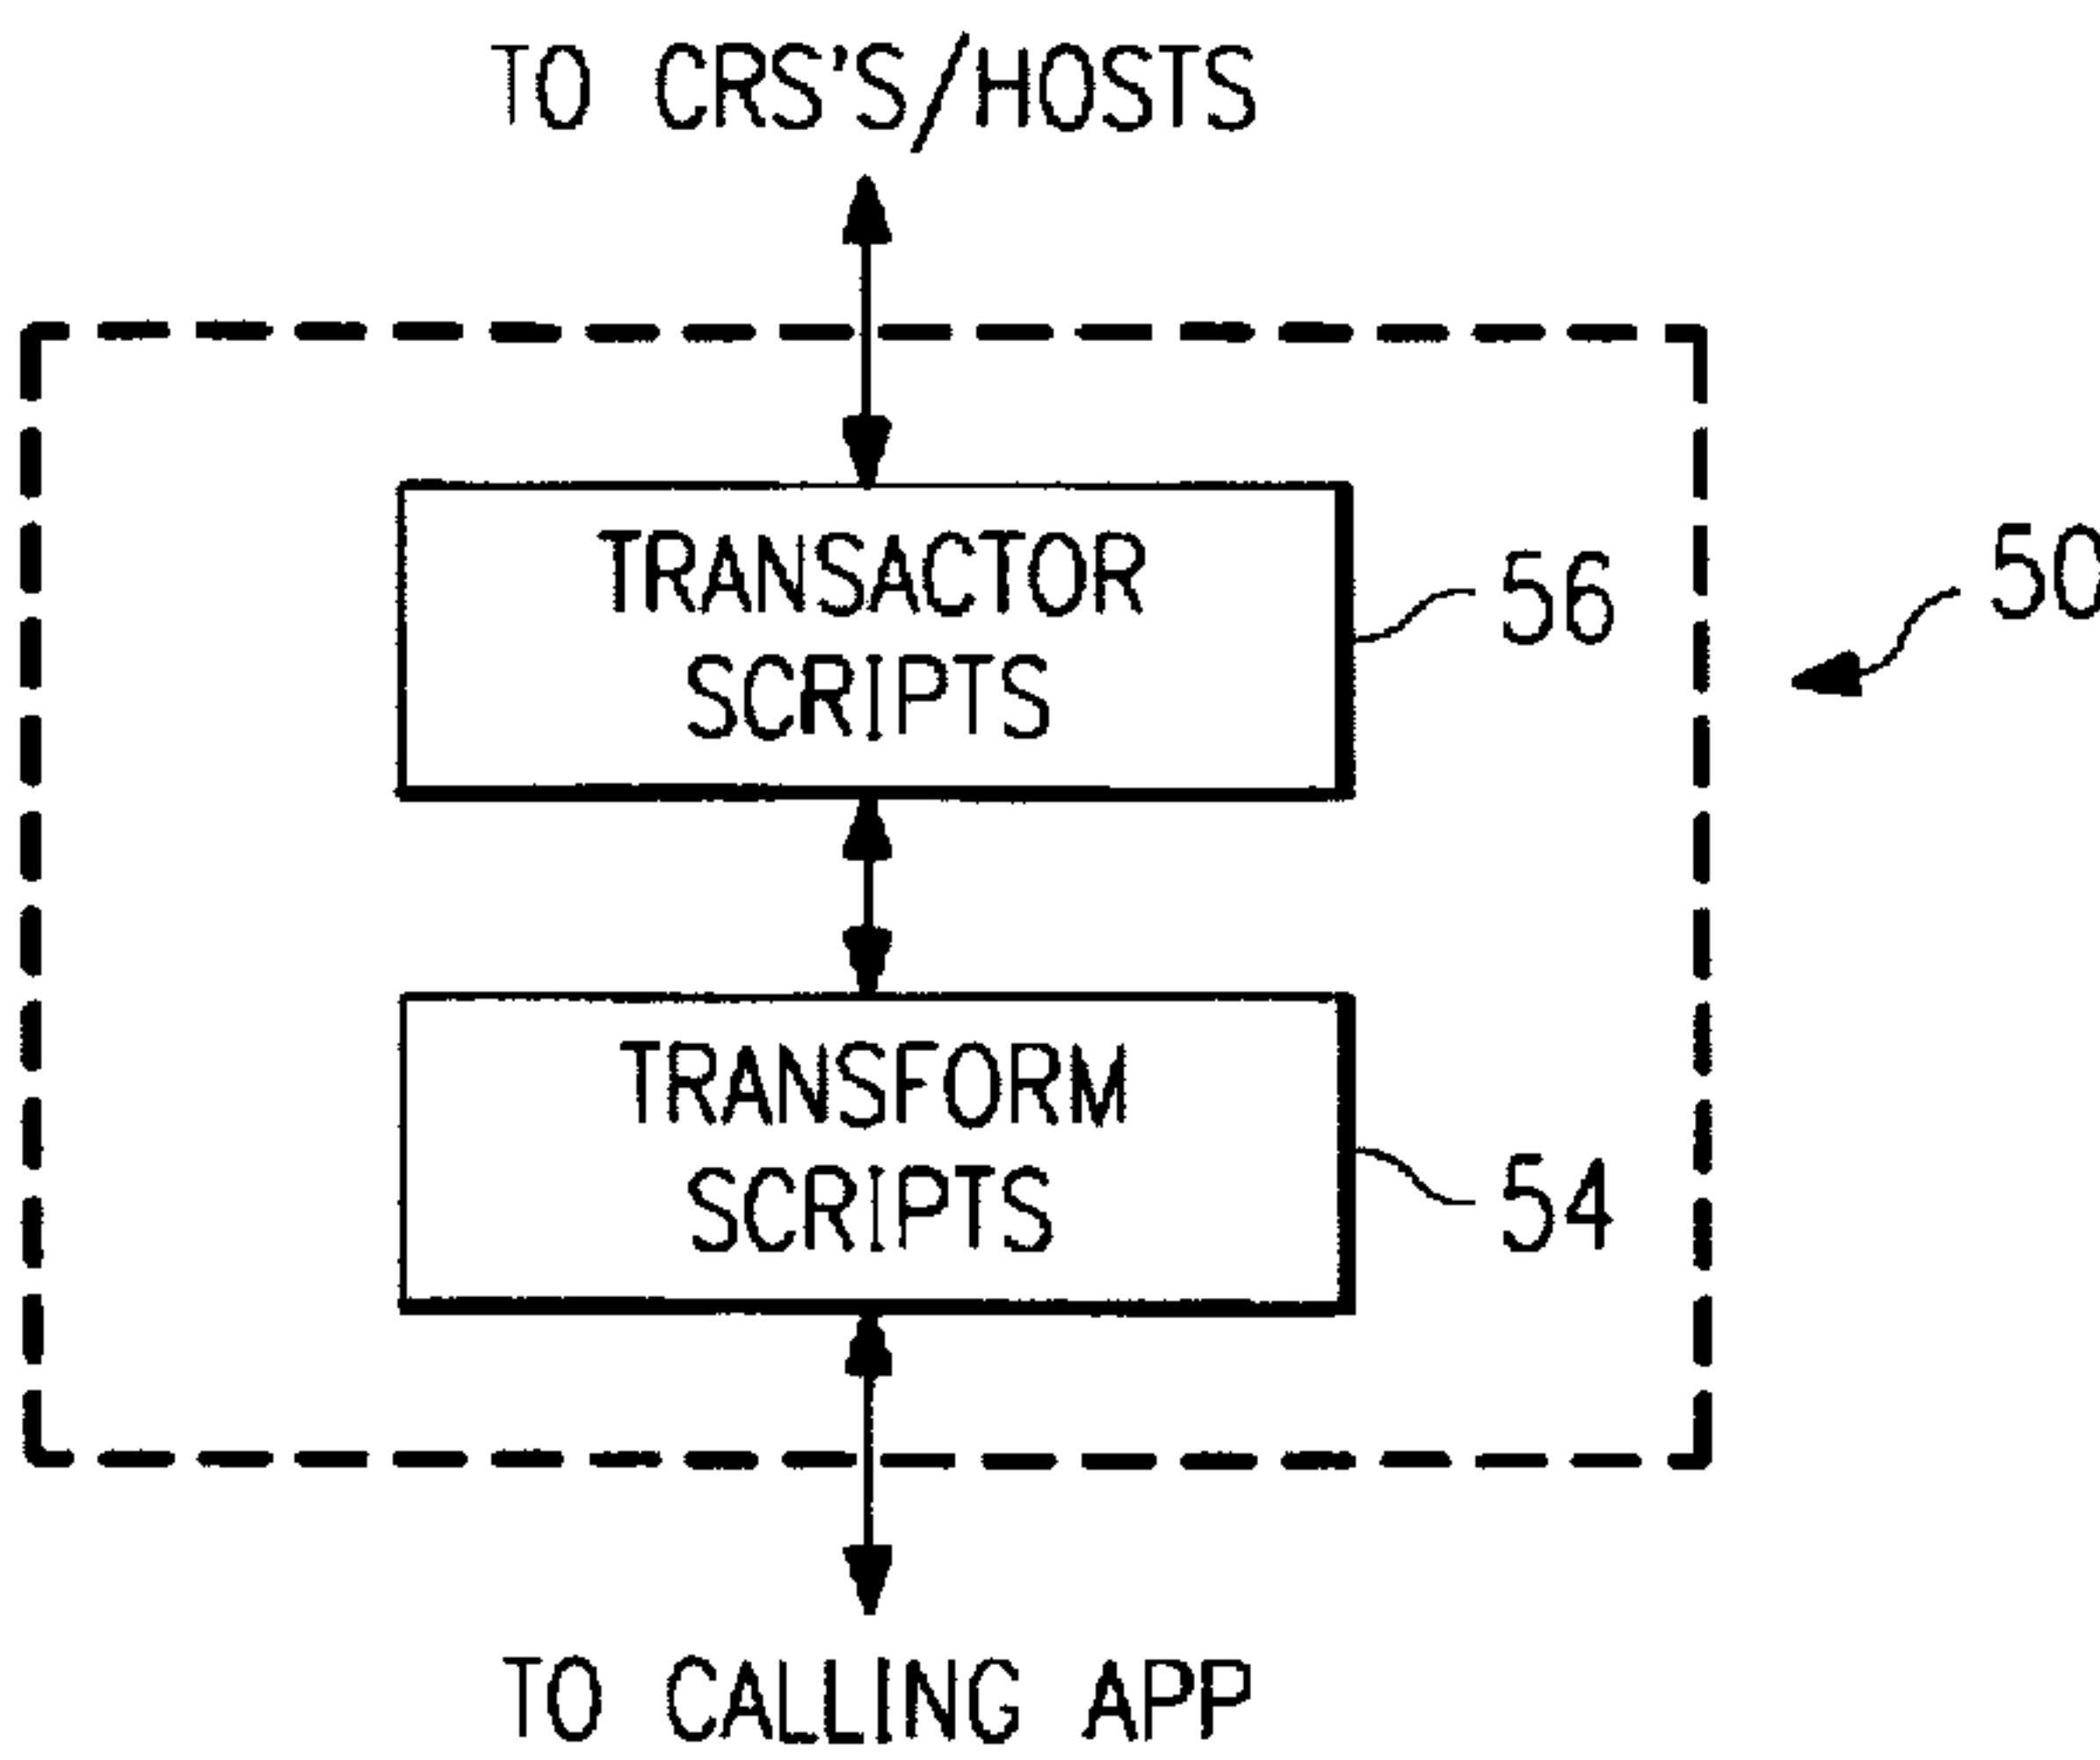 TO CRS'S/HOSTS
TRANSACTOR
SCRIPTS
56
50
TRANSFORM
SCRIPTS
54
TO CALLING APP